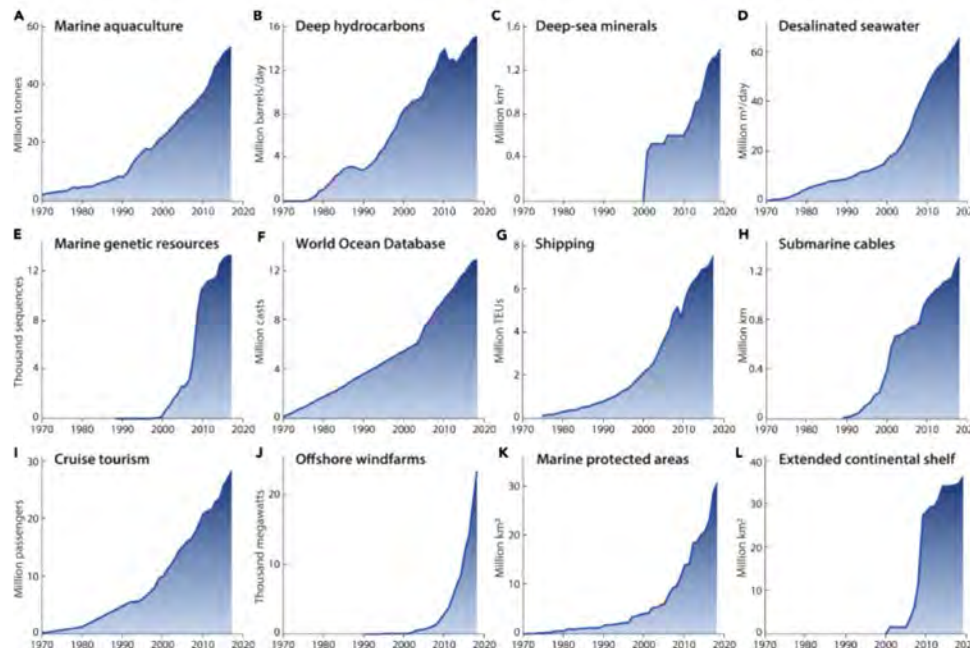 A Marine aquaculture
Million tonnes
60
40
20
0
1970 1980 1990 2000 2010 2020
B Deep hydrocarbons
Million barrels/day
16
12
8
4
0
1970 1980 1990 2000 2010 2020
C Deep-sea minerals
Million km²
1.6
1.2
0.8
0.4
0
1970 1980 1990 2000 2010 2020
D Desalinated seawater
Million m³/day
60
40
20
0
1970 1980 1990 2000 2010 2020
E Marine genetic resources
Thousand sequences
12
8
4
0
1970 1980 1990 2000 2010 2020
F World Ocean Database
Million casts
12
8
4
0
1970 1980 1990 2000 2010 2020
G Shipping
Million TEUs
8
6
4
2
0
1970 1980 1990 2000 2010 2020
H Submarine cables
Million km
1.2
0.8
0.4
0
1970 1980 1990 2000 2010 2020
I Cruise tourism
Million passengers
30
20
10
0
1970 1980 1990 2000 2010 2020
J Offshore windfarms
Thousand megawatts
20
10
0
1970 1980 1990 2000 2010 2020
K Marine protected areas
Million km²
30
20
10
0
1970 1980 1990 2000 2010 2020
L Extended continental shelf
Million km²
40
30
20
10
0
1970 1980 1990 2000 2010 2020